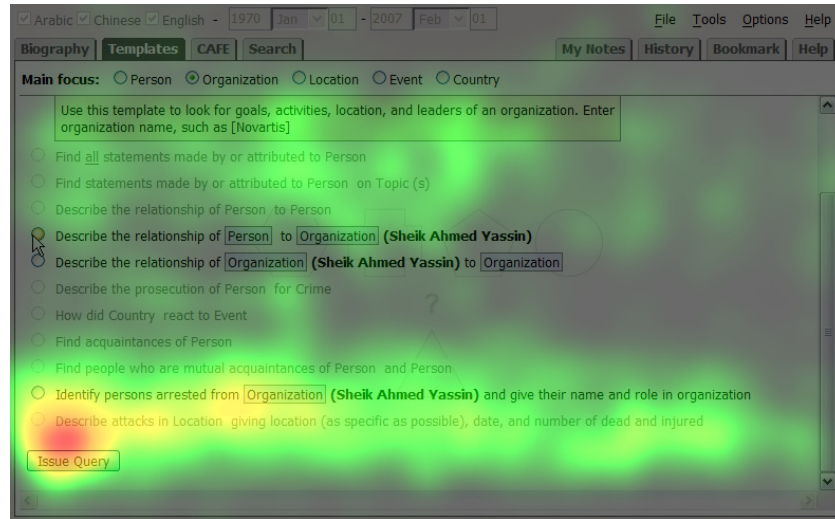 Arabic Chinese English - 1970 Jan 01 - 2007 Feb 01 File Tools Options Help
Biography Templates CAFE Search My Notes History Bookmark Help
Main focus: Person Organization Location Event Country
Use this template to look for goals, activities, location, and leaders of an organization. Enter
organization name, such as [Novartis]
Find all statements made by or attributed to Person
Find statements made by or attributed to Person on Topic (s)
Describe the relationship of Person to Person
Describe the relationship of Person to Organization (Sheik Ahmed Yassin)
Describe the relationship of Organization (Sheik Ahmed Yassin) to Organization
Describe the prosecution of Person for Crime
?
How did Country react to Event
Find acquaintances of Person
Find people who are mutual acquaintances of Person and Person
Identify persons arrested from Organization (Sheik Ahmed Yassin) and give their name and role in organization
Describe attacks in Location giving location (as specific as possible), date, and number of dead and injured
Issue Query